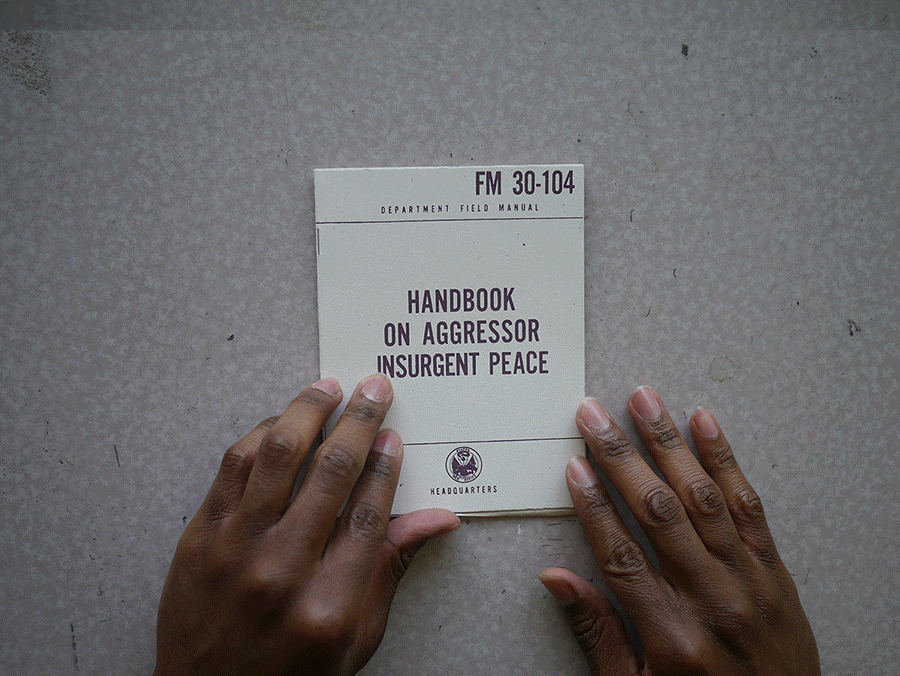 FM 30-104
DEPARTMENT FIELD MANUAL
HANDBOOK
ON AGGRESSOR
INSURGENT PEACE
HEADQUARTERS